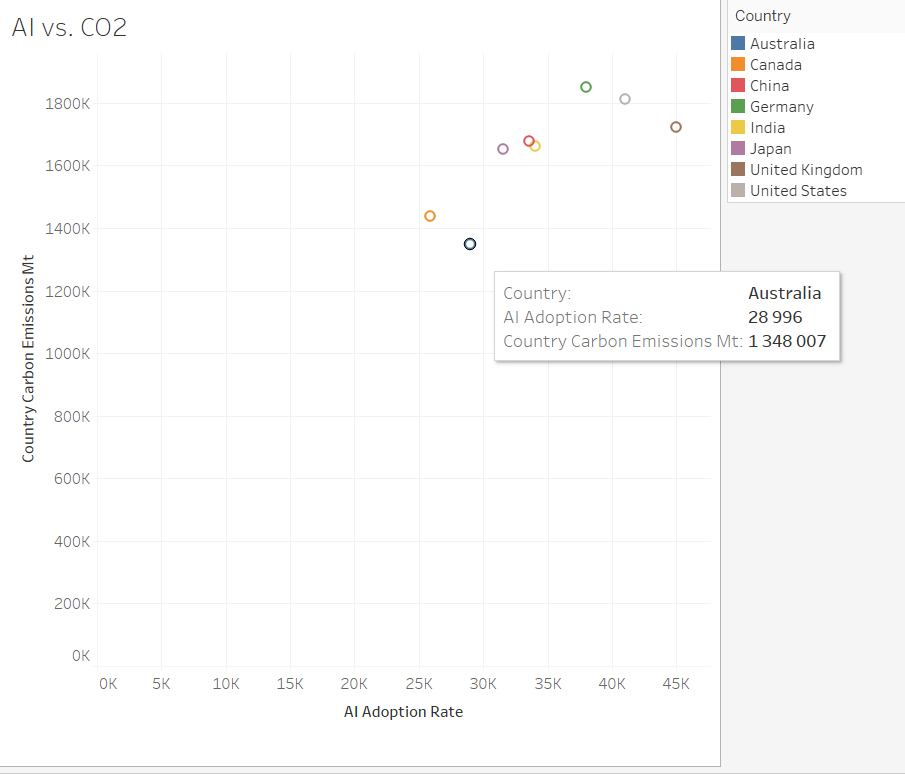 AI vs. CO2
Country
Australia
Canada
China
Germany
India
Japan
United Kingdom
United States
Country Carbon Emissions Mt
1800K
1600K
1400K
1200K
1000K
800K
600K
400K
200K
0K
Country: Australia
AI Adoption Rate: 28 996
Country Carbon Emissions Mt: 1 348 007
0K 5K 10K 15K 20K 25K 30K 35K 40K 45K
AI Adoption Rate